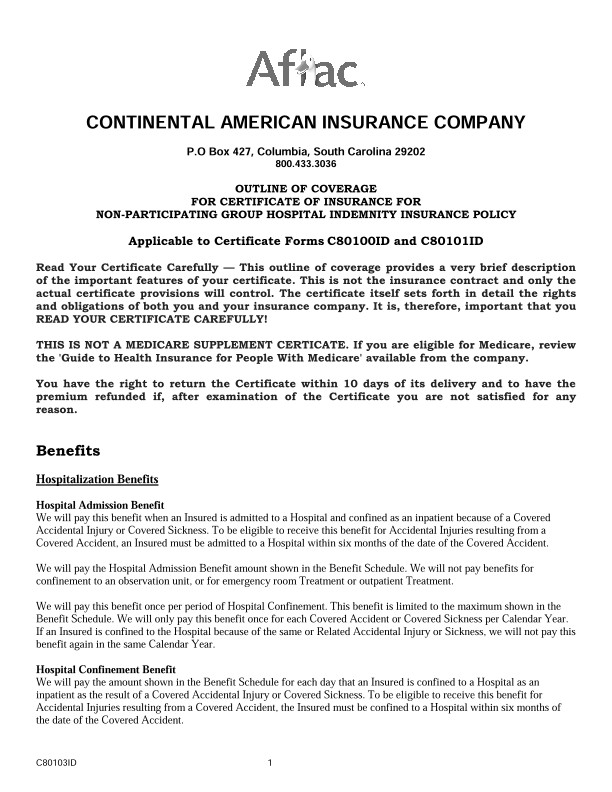 Aflac
CONTINENTAL AMERICAN INSURANCE COMPANY
P.O Box 427, Columbia, South Carolina 29202
800.433.3036
OUTLINE OF COVERAGE
FOR CERTIFICATE OF INSURANCE FOR
NON-PARTICIPATING GROUP HOSPITAL INDEMNITY INSURANCE POLICY
Applicable to Certificate Forms C80100ID and C80101ID
Read Your Certificate Carefully — This outline of coverage provides a very brief description
of the important features of your certificate. This is not the insurance contract and only the
actual certificate provisions will control. The certificate itself sets forth in detail the rights
and obligations of both you and your insurance company. It is, therefore, important that you
READ YOUR CERTIFICATE CAREFULLY!
THIS IS NOT A MEDICARE SUPPLEMENT CERTICATE. If you are eligible for Medicare, review
the 'Guide to Health Insurance for People With Medicare' available from the company.
You have the right to return the Certificate within 10 days of its delivery and to have the
premium refunded if, after examination of the Certificate you are not satisfied for any
reason.
Benefits
Hospitalization Benefits
Hospital Admission Benefit
We will pay this benefit when an Insured is admitted to a Hospital and confined as an inpatient because of a Covered
Accidental Injury or Covered Sickness. To be eligible to receive this benefit for Accidental Injuries resulting from a
Covered Accident, an Insured must be admitted to a Hospital within six months of the date of the Covered Accident.
We will pay the Hospital Admission Benefit amount shown in the Benefit Schedule. We will not pay benefits for
confinement to an observation unit, or for emergency room Treatment or outpatient Treatment.
We will pay this benefit once per period of Hospital Confinement. This benefit is limited to the maximum shown in the
Benefit Schedule. We will only pay this benefit once for each Covered Accident or Covered Sickness per Calendar Year.
If an Insured is confined to the Hospital because of the same or Related Accidental Injury or Sickness, we will not pay this
benefit again in the same Calendar Year.
Hospital Confinement Benefit
We will pay the amount shown in the Benefit Schedule for each day that an Insured is confined to a Hospital as an
inpatient as the result of a Covered Accidental Injury or Covered Sickness. To be eligible to receive this benefit for
Accidental Injuries resulting from a Covered Accident, the Insured must be confined to a Hospital within six months of
the date of the Covered Accident.
C80103ID 1